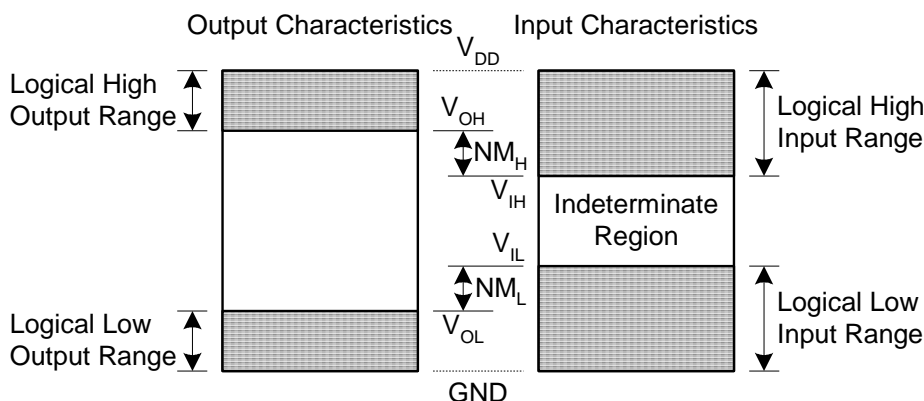 Output Characteristics
Input Characteristics
V_DD
Logical High
Output Range
V_OH
NM_H
Logical High
Input Range
V_IH
Indeterminate
Region
V_IL
NM_L
Logical Low
Output Range
V_OL
Logical Low
Input Range
GND